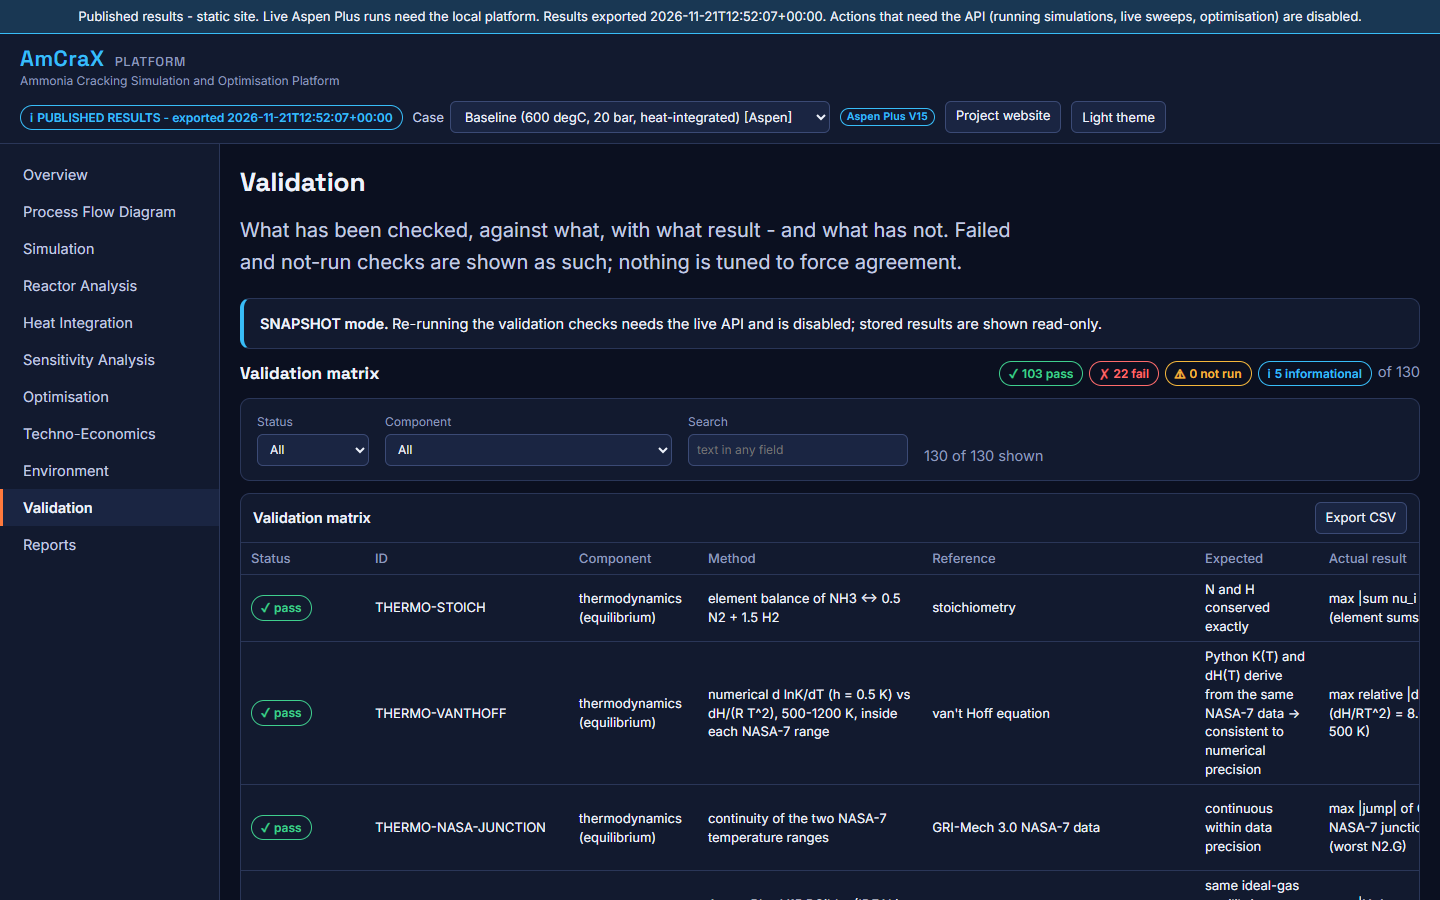 Published results - static site. Live Aspen Plus runs need the local platform. Results exported 2026-11-21T12:52:07+00:00. Actions that need the API (running simulations, live sweeps, optimisation) are disabled.
AmCraX PLATFORM
Ammonia Cracking Simulation and Optimisation Platform
i PUBLISHED RESULTS - exported 2026-11-21T12:52:07+00:00 Case Baseline (600 degC, 20 bar, heat-integrated) [Aspen] Aspen Plus V15 Project website Light theme
Overview
Process Flow Diagram
Simulation
Reactor Analysis
Heat Integration
Sensitivity Analysis
Optimisation
Techno-Economics
Environment
Validation
Reports
Validation
What has been checked, against what, with what result - and what has not. Failed
and not-run checks are shown as such; nothing is tuned to force agreement.
SNAPSHOT mode. Re-running the validation checks needs the live API and is disabled; stored results are shown read-only.
Validation matrix ✓ 103 pass ✗ 22 fail ⚠ 0 not run i 5 informational of 130
Status Component Search
All All text in any field 130 of 130 shown
Validation matrix Export CSV
Status ID Component Method Reference Expected Actual result
✓ pass THERMO-STOICH
thermodynamics
(equilibrium)
element balance of NH3 ↔ 0.5
N2 + 1.5 H2
stoichiometry
N and H
conserved
exactly
max |sum nu_i
(element sums
✓ pass THERMO-VANTHOFF
thermodynamics
(equilibrium)
numerical d lnK/dT (h = 0.5 K) vs
dH/(R T^2), 500-1200 K, inside
each NASA-7 range
van't Hoff equation
Python K(T) and
dH(T) derive
from the same
NASA-7 data →
consistent to
numerical
precision
max relative |d
(dH/RT^2) = 8.
500 K)
✓ pass THERMO-NASA-JUNCTION
thermodynamics
(equilibrium)
continuity of the two NASA-7
temperature ranges
GRI-Mech 3.0 NASA-7 data
continuous
within data
precision
max |jump| of
NASA-7 junctio
(worst N2.G)
same ideal-gas